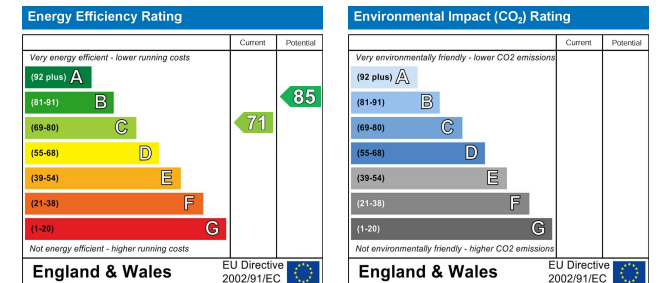 Energy Efficiency Rating
Current Potential
Very energy efficient - lower running costs
(92 plus) A
(81-91) B
(69-80) C
(55-68) D
(39-54) E
(21-38) F
(1-20) G
71
85
Not energy efficient - higher running costs
England & Wales
EU Directive
2002/91/EC
Environmental Impact (CO₂) Rating
Current Potential
Very environmentally friendly - lower CO2 emissions
(92 plus) A
(81-91) B
(69-80) C
(55-68) D
(39-54) E
(21-38) F
(1-20) G
Not environmentally friendly - higher CO2 emissions
England & Wales
EU Directive
2002/91/EC